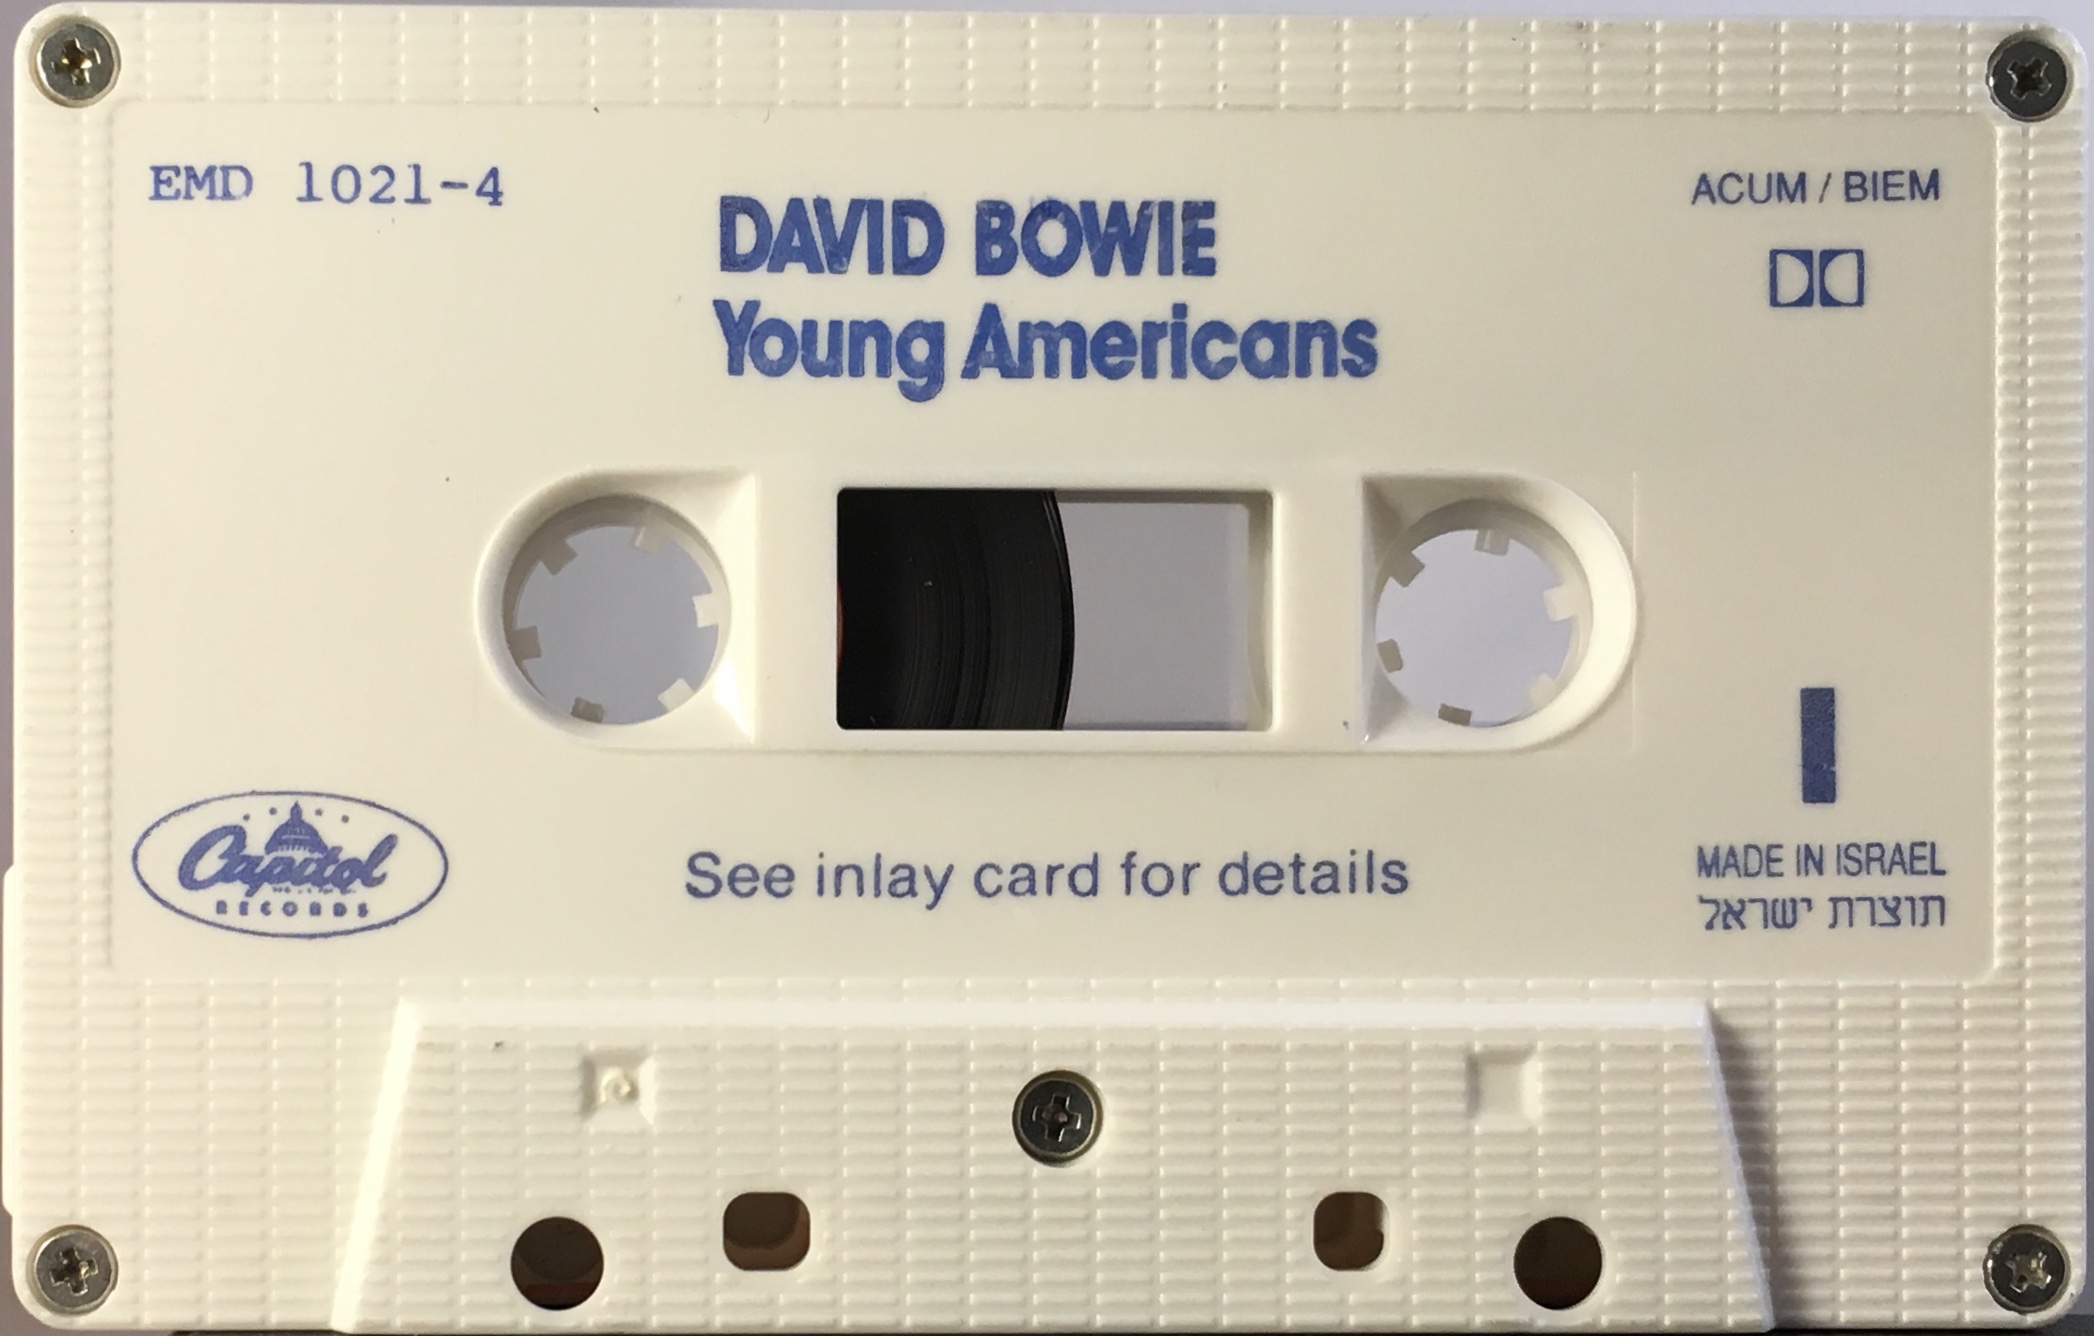 EMD 1021-4
ACUM / BIEM
DAVID BOWIE
Young Americans
Capitol
RECORDS
See inlay card for details
MADE IN ISRAEL
תוצרת ישראל